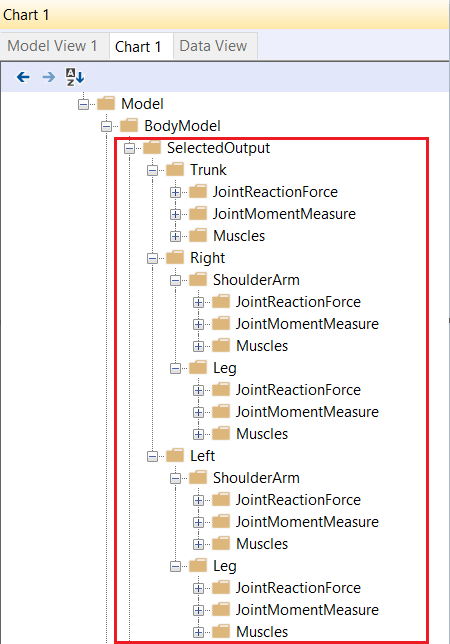 Chart 1
Model View 1 Chart 1 Data View
A
Z
Model
BodyModel
SelectedOutput
Trunk
JointReactionForce
JointMomentMeasure
Muscles
Right
ShoulderArm
JointReactionForce
JointMomentMeasure
Muscles
Leg
JointReactionForce
JointMomentMeasure
Muscles
Left
ShoulderArm
JointReactionForce
JointMomentMeasure
Muscles
Leg
JointReactionForce
JointMomentMeasure
Muscles